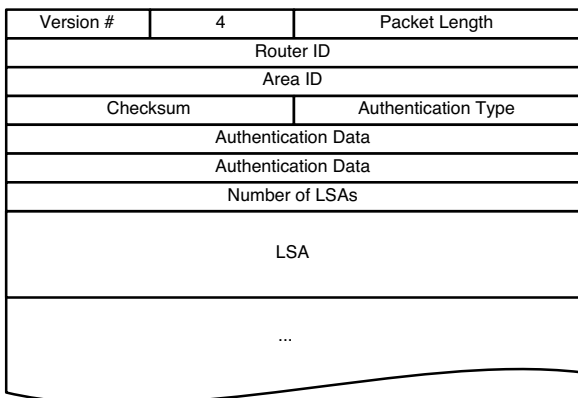 Version # 4 Packet Length
Router ID
Area ID
Checksum Authentication Type
Authentication Data
Authentication Data
Number of LSAs
LSA
...